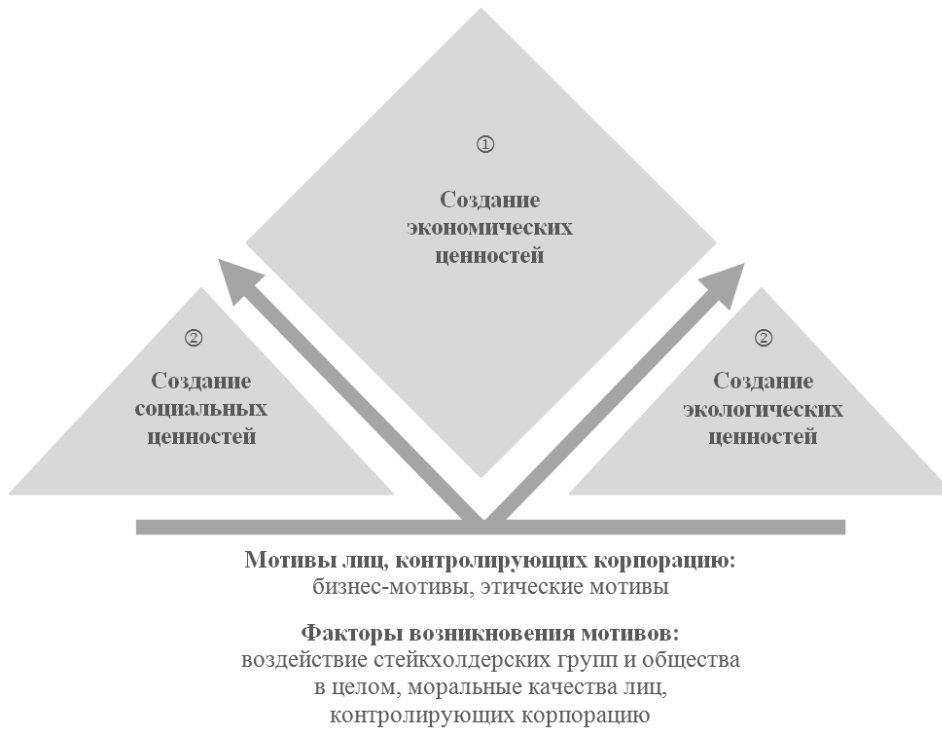 ①
Создание
экономических
ценностей
②
Создание
социальных
ценностей
②
Создание
экологических
ценностей
Мотивы лиц, контролирующих корпорацию:
бизнес-мотивы, этические мотивы
Факторы возникновения мотивов:
воздействие стейкхолдерских групп и общества
в целом, моральные качества лиц,
контролирующих корпорацию